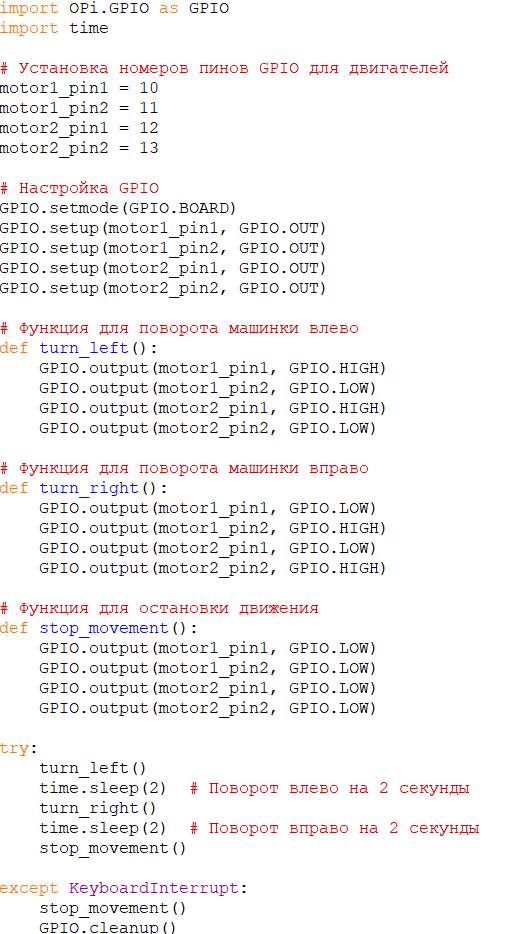 import OPi.GPIO as GPIO
import time

# Установка номеров пинов GPIO для двигателей
motor1_pin1 = 10
motor1_pin2 = 11
motor2_pin1 = 12
motor2_pin2 = 13

# Настройка GPIO
GPIO.setmode(GPIO.BOARD)
GPIO.setup(motor1_pin1, GPIO.OUT)
GPIO.setup(motor1_pin2, GPIO.OUT)
GPIO.setup(motor2_pin1, GPIO.OUT)
GPIO.setup(motor2_pin2, GPIO.OUT)

# Функция для поворота машинки влево
def turn_left():
    GPIO.output(motor1_pin1, GPIO.HIGH)
    GPIO.output(motor1_pin2, GPIO.LOW)
    GPIO.output(motor2_pin1, GPIO.HIGH)
    GPIO.output(motor2_pin2, GPIO.LOW)

# Функция для поворота машинки вправо
def turn_right():
    GPIO.output(motor1_pin1, GPIO.LOW)
    GPIO.output(motor1_pin2, GPIO.HIGH)
    GPIO.output(motor2_pin1, GPIO.LOW)
    GPIO.output(motor2_pin2, GPIO.HIGH)

# Функция для остановки движения
def stop_movement():
    GPIO.output(motor1_pin1, GPIO.LOW)
    GPIO.output(motor1_pin2, GPIO.LOW)
    GPIO.output(motor2_pin1, GPIO.LOW)
    GPIO.output(motor2_pin2, GPIO.LOW)

try:
    turn_left()
    time.sleep(2)  # Поворот влево на 2 секунды
    turn_right()
    time.sleep(2)  # Поворот вправо на 2 секунды
    stop_movement()

except KeyboardInterrupt:
    stop_movement()
    GPIO.cleanup()